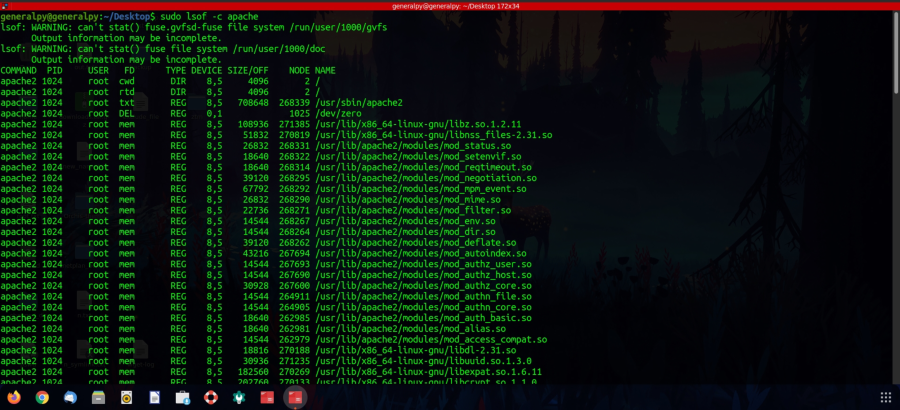 generalpy@generalpy: ~/Desktop 172x34
generalpy@generalpy:~/Desktop$ sudo lsof -c apache
lsof: WARNING: can't stat() fuse.gvfsd-fuse file system /run/user/1000/gvfs
      Output information may be incomplete.
lsof: WARNING: can't stat() fuse file system /run/user/1000/doc
      Output information may be incomplete.
COMMAND  PID     USER   FD      TYPE DEVICE SIZE/OFF    NODE NAME
apache2 1024     root  cwd       DIR    8,5     4096       2 /
apache2 1024     root  rtd       DIR    8,5     4096       2 /
apache2 1024     root  txt       REG    8,5   708648  268339 /usr/sbin/apache2
apache2 1024     root  DEL       REG    0,1             1025 /dev/zero
apache2 1024     root  mem       REG    8,5   108936  271385 /usr/lib/x86_64-linux-gnu/libz.so.1.2.11
apache2 1024     root  mem       REG    8,5    51832  270819 /usr/lib/x86_64-linux-gnu/libnss_files-2.31.so
apache2 1024     root  mem       REG    8,5    26832  268331 /usr/lib/apache2/modules/mod_status.so
apache2 1024     root  mem       REG    8,5    18640  268322 /usr/lib/apache2/modules/mod_setenvif.so
apache2 1024     root  mem       REG    8,5    18640  268314 /usr/lib/apache2/modules/mod_reqtimeout.so
apache2 1024     root  mem       REG    8,5    39120  268295 /usr/lib/apache2/modules/mod_negotiation.so
apache2 1024     root  mem       REG    8,5    67792  268292 /usr/lib/apache2/modules/mod_mpm_event.so
apache2 1024     root  mem       REG    8,5    26832  268290 /usr/lib/apache2/modules/mod_mime.so
apache2 1024     root  mem       REG    8,5    22736  268271 /usr/lib/apache2/modules/mod_filter.so
apache2 1024     root  mem       REG    8,5    14544  268267 /usr/lib/apache2/modules/mod_env.so
apache2 1024     root  mem       REG    8,5    14544  268264 /usr/lib/apache2/modules/mod_dir.so
apache2 1024     root  mem       REG    8,5    39120  268262 /usr/lib/apache2/modules/mod_deflate.so
apache2 1024     root  mem       REG    8,5    43216  267694 /usr/lib/apache2/modules/mod_autoindex.so
apache2 1024     root  mem       REG    8,5    14544  267693 /usr/lib/apache2/modules/mod_authz_user.so
apache2 1024     root  mem       REG    8,5    14544  267690 /usr/lib/apache2/modules/mod_authz_host.so
apache2 1024     root  mem       REG    8,5    30928  267600 /usr/lib/apache2/modules/mod_authz_core.so
apache2 1024     root  mem       REG    8,5    14544  264911 /usr/lib/apache2/modules/mod_authn_file.so
apache2 1024     root  mem       REG    8,5    14544  264905 /usr/lib/apache2/modules/mod_authn_core.so
apache2 1024     root  mem       REG    8,5    18640  262985 /usr/lib/apache2/modules/mod_auth_basic.so
apache2 1024     root  mem       REG    8,5    18640  262981 /usr/lib/apache2/modules/mod_alias.so
apache2 1024     root  mem       REG    8,5    14544  262979 /usr/lib/apache2/modules/mod_access_compat.so
apache2 1024     root  mem       REG    8,5    18816  270188 /usr/lib/x86_64-linux-gnu/libdl-2.31.so
apache2 1024     root  mem       REG    8,5    30936  271235 /usr/lib/x86_64-linux-gnu/libuuid.so.1.3.0
apache2 1024     root  mem       REG    8,5   182560  270269 /usr/lib/x86_64-linux-gnu/libexpat.so.1.6.11
apache2 1024     root  mem       REG    8,5   202760  270133 /usr/lib/x86_64-linux-gnu/libcrypt.so.1.1.0